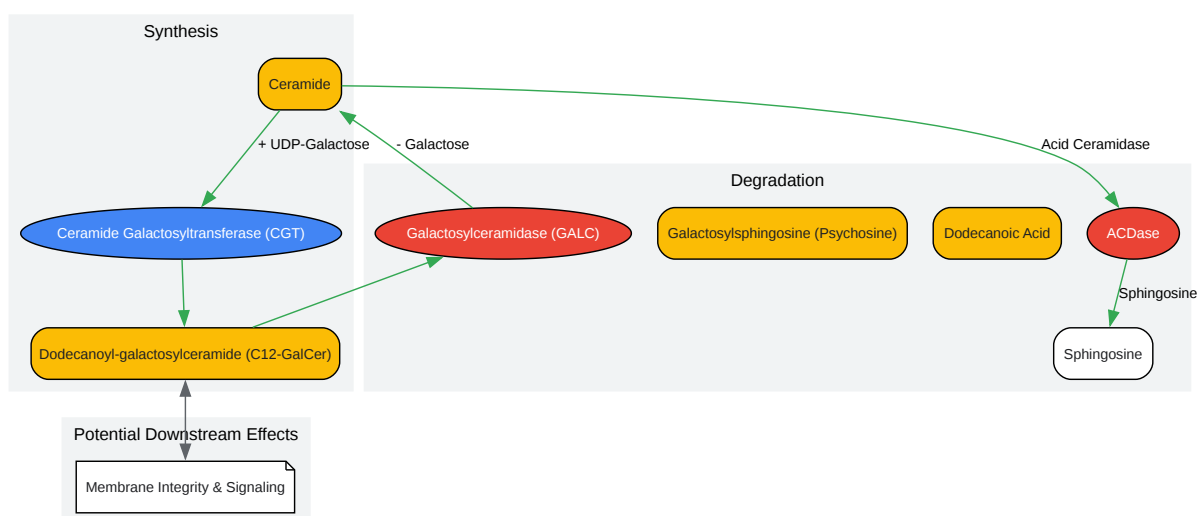 Synthesis
Ceramide
+ UDP-Galactose
- Galactose
Acid Ceramidase
Degradation
Ceramide Galactosyltransferase (CGT)
Galactosylceramidase (GALC)
Galactosylsphingosine (Psychosine)
Dodecanoic Acid
ACDase
Sphingosine
Dodecanoyl-galactosylceramide (C12-GalCer)
Sphingosine
Potential Downstream Effects
Membrane Integrity & Signaling